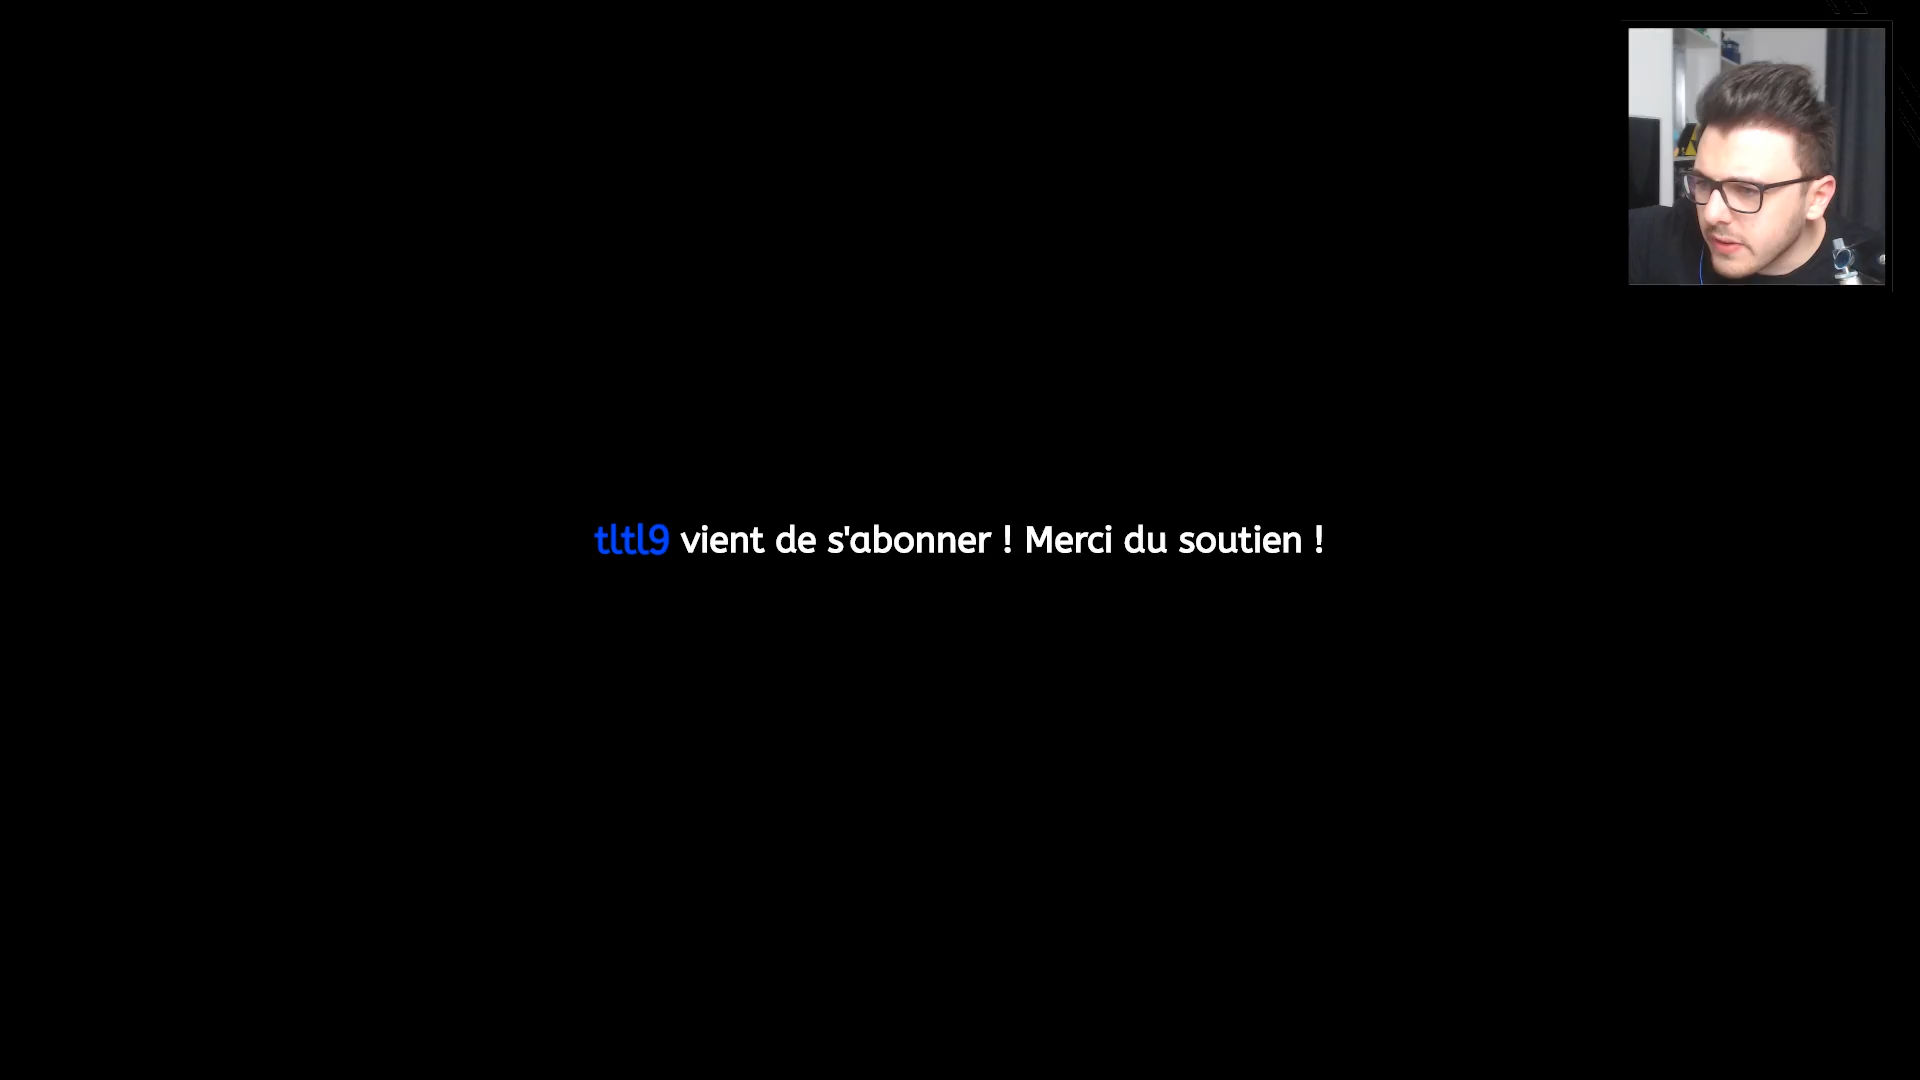 tltl9 vient de s'abonner ! Merci du soutien !